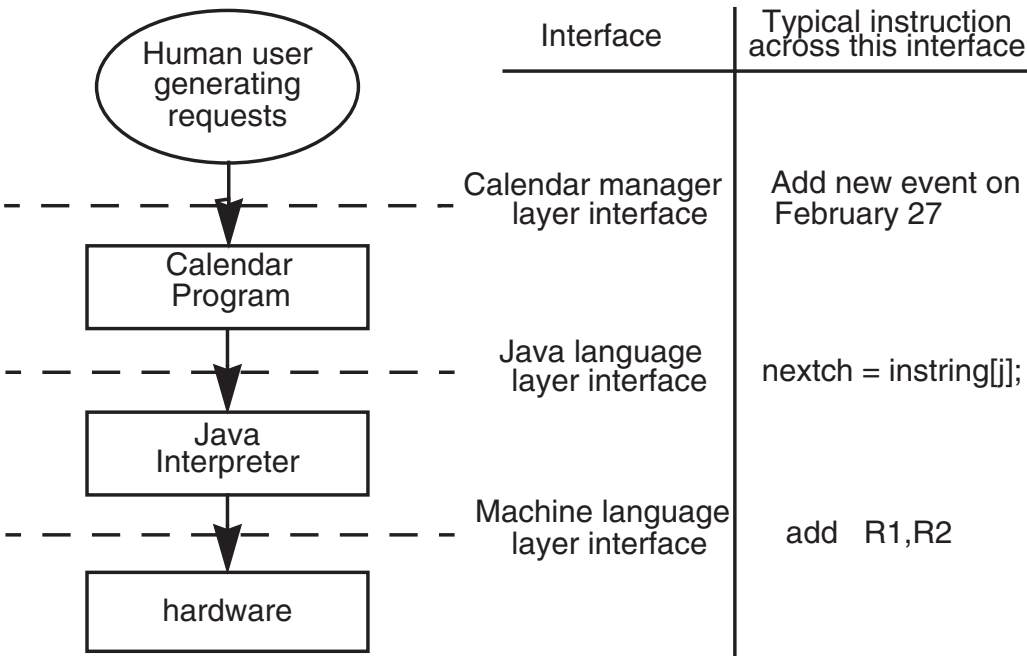 Human user
generating
requests
Interface
Typical instruction
across this interface
Calendar manager
layer interface
Add new event on
February 27
Calendar
Program
Java language
layer interface
nextch = instring[j];
Java
Interpreter
Machine language
layer interface
add R1,R2
hardware